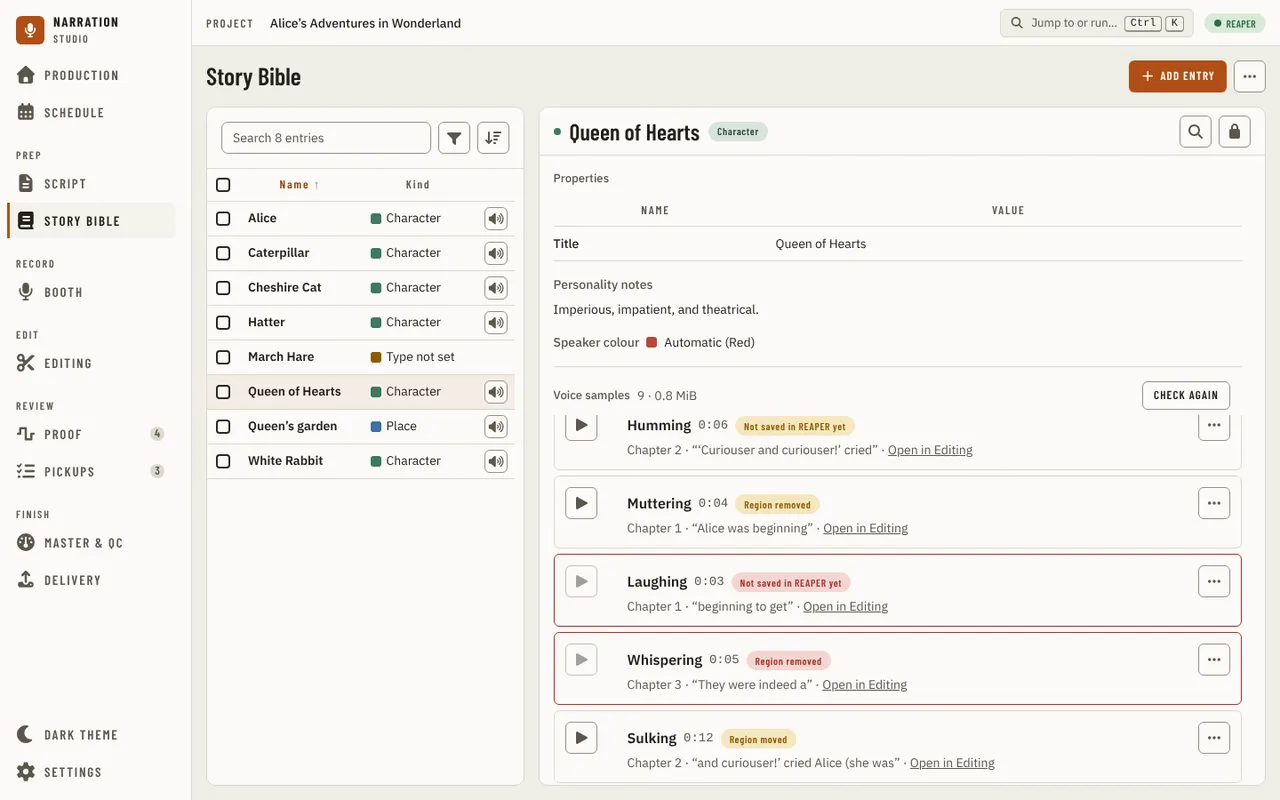 NARRATION
STUDIO
PRODUCTION
SCHEDULE
PREP
SCRIPT
STORY BIBLE
RECORD
BOOTH
EDIT
EDITING
REVIEW
PROOF 4
PICKUPS 3
FINISH
MASTER & QC
DELIVERY
DARK THEME
SETTINGS
PROJECT Alice’s Adventures in Wonderland
Jump to or run… Ctrl K
REAPER
Story Bible
ADD ENTRY
Search 8 entries
Name ↑ Kind
Alice Character
Caterpillar Character
Cheshire Cat Character
Hatter Character
March Hare Type not set
Queen of Hearts Character
Queen’s garden Place
White Rabbit Character
Queen of Hearts Character
Properties
NAME VALUE
Title Queen of Hearts
Personality notes
Imperious, impatient, and theatrical.
Speaker colour Automatic (Red)
Voice samples 9 · 0.8 MiB CHECK AGAIN
Humming 0:06 Not saved in REAPER yet
Chapter 2 · “‘Curiouser and curiouser!’ cried” · Open in Editing
Muttering 0:04 Region removed
Chapter 1 · “Alice was beginning” · Open in Editing
Laughing 0:03 Not saved in REAPER yet
Chapter 1 · “beginning to get” · Open in Editing
Whispering 0:05 Region removed
Chapter 3 · “They were indeed a” · Open in Editing
Sulking 0:12 Region moved
Chapter 2 · “and curiouser!’ cried Alice (she was” · Open in Editing